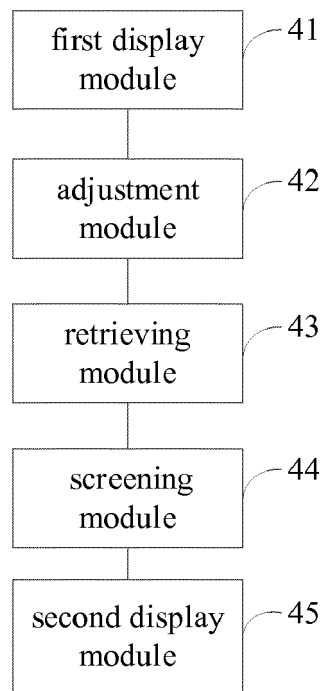 first display
module
41
adjustment
module
42
retrieving
module
43
screening
module
44
second display
module
45